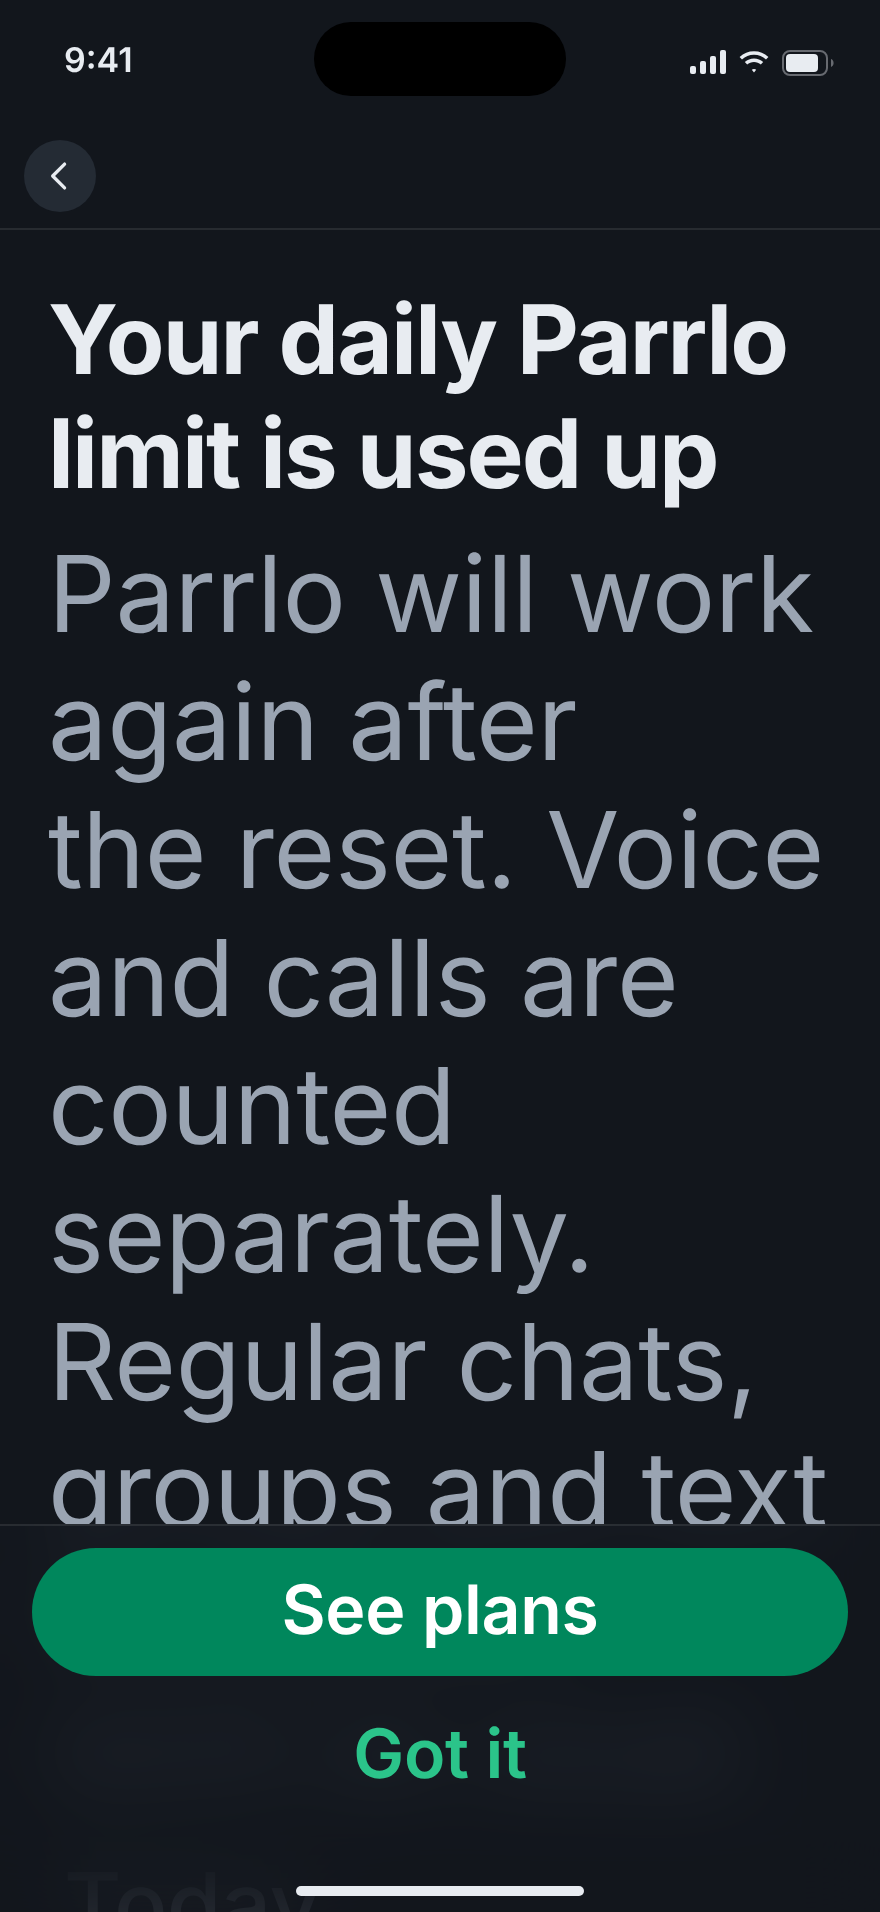 9:41
Your daily Parrlo
limit is used up
Parrlo will work
again after
the reset. Voice
and calls are
counted
separately.
Regular chats,
groups and text
See plans
Got it
Today